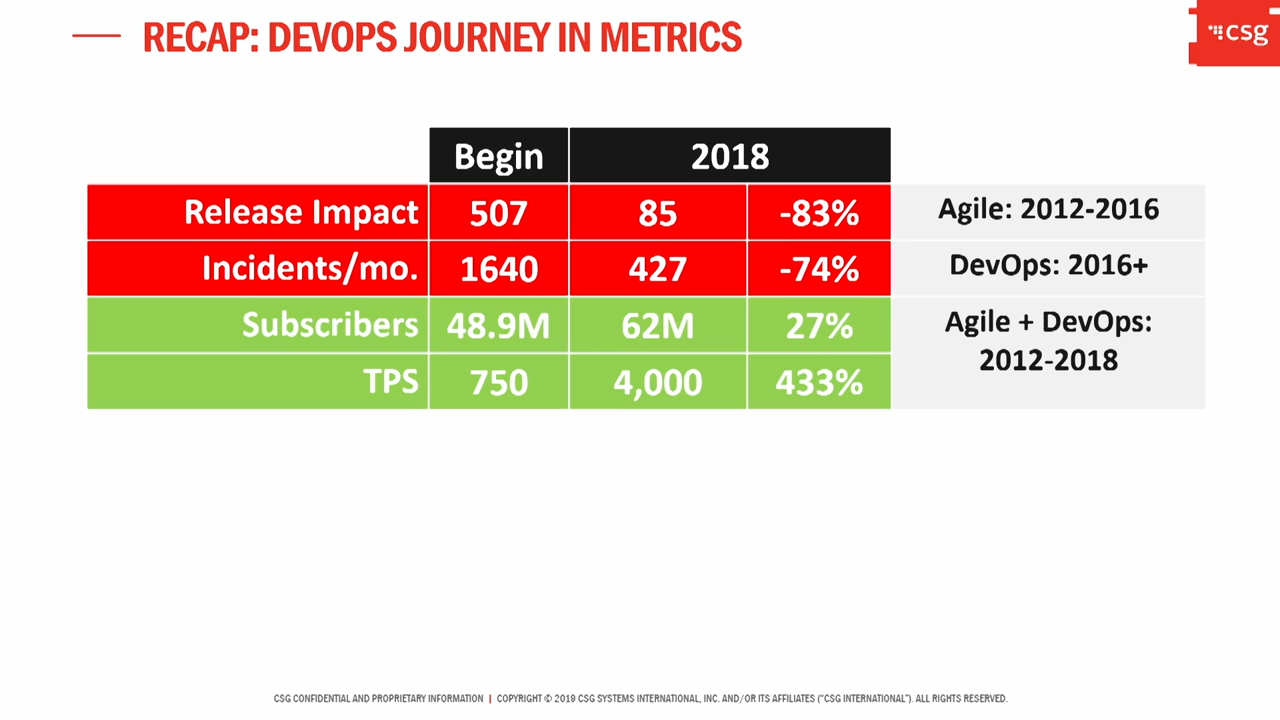 RECAP: DEVOPS JOURNEY IN METRICS
csg
Begin 2018
Release Impact 507 85 -83% Agile: 2012-2016
Incidents/mo. 1640 427 -74% DevOps: 2016+
Subscribers 48.9M 62M 27% Agile + DevOps:
2012-2018
TPS 750 4,000 433%
CSG CONFIDENTIAL AND PROPRIETARY INFORMATION | COPYRIGHT © 2019 CSG SYSTEMS INTERNATIONAL, INC. AND/OR ITS AFFILIATES ("CSG INTERNATIONAL"). ALL RIGHTS RESERVED.